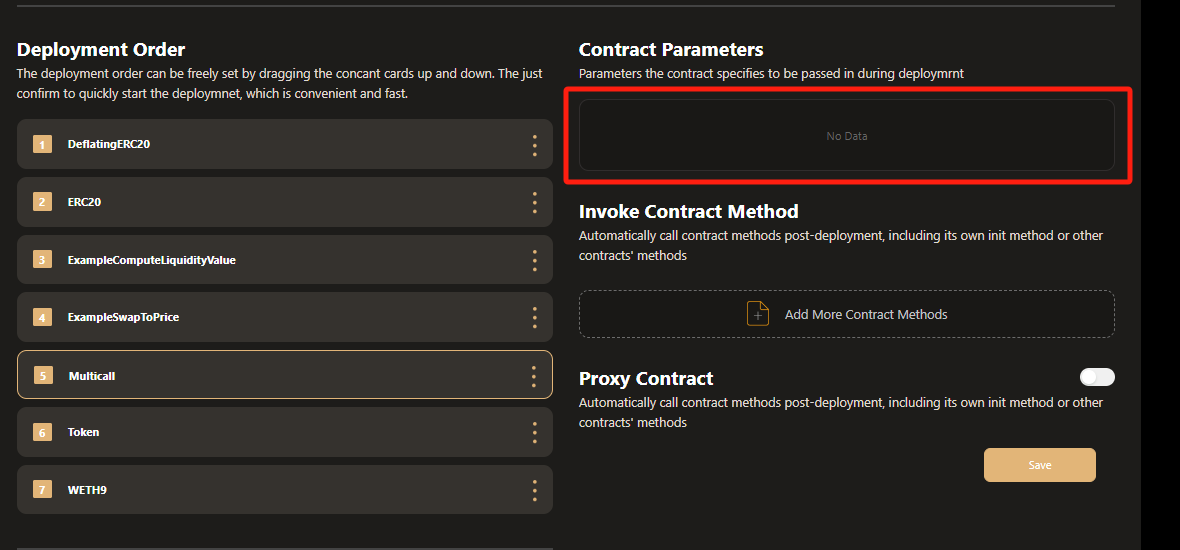 Deployment Order
The deployment order can be freely set by dragging the concant cards up and down. The just
confirm to quickly start the deploymnet, which is convenient and fast.
1 DeflatingERC20
2 ERC20
3 ExampleComputeLiquidityValue
4 ExampleSwapToPrice
5 Multicall
6 Token
7 WETH9
Contract Parameters
Parameters the contract specifies to be passed in during deploymrnt
No Data
Invoke Contract Method
Automatically call contract methods post-deployment, including its own init method or other
contracts' methods
Add More Contract Methods
Proxy Contract
Automatically call contract methods post-deployment, including its own init method or other
contracts' methods
Save